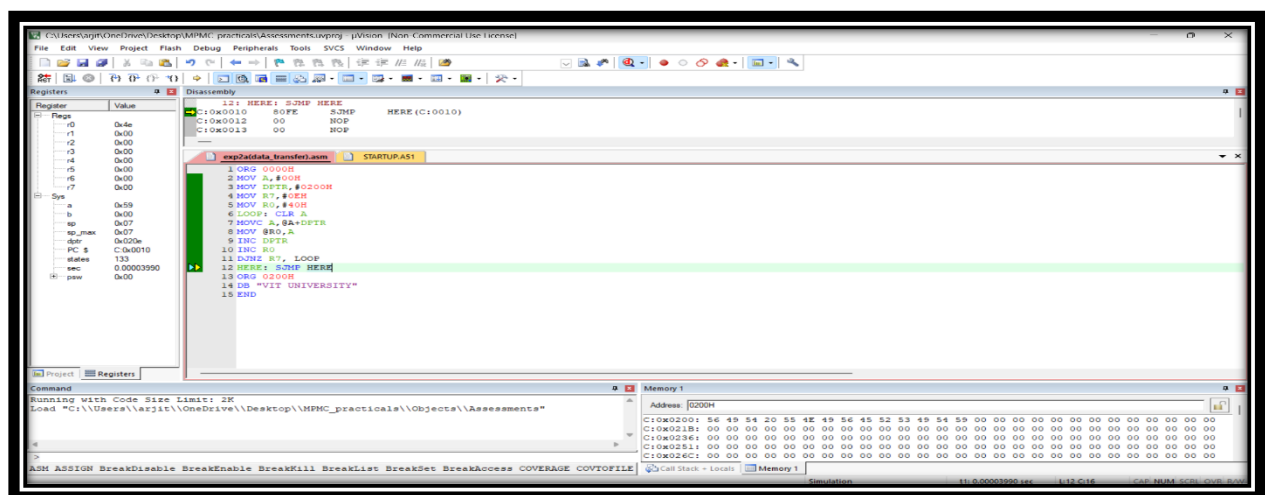 C:\Users\arjit\OneDrive\Desktop\MPMC practicals\Assessments.uvproj - µVision [Non-Commercial Use License]
File Edit View Project Flash Debug Peripherals Tools SVCS Window Help
Registers
Register Value
Regs
r0 0x4e
r1 0x00
r2 0x00
r3 0x00
r4 0x00
r5 0x00
r6 0x00
r7 0x00
Sys
a 0x59
b 0x00
sp 0x07
sp_max 0x07
dptr 0x020e
PC $ C:0x0010
states 133
sec 0.00003990
psw 0x00
Project Registers
Disassembly
12: HERE: SJMP HERE
C:0x0010 80FE SJMP HERE(C:0010)
C:0x0012 00 NOP
C:0x0013 00 NOP
exp2a(data_transfer).asm STARTUP.A51
1 ORG 0000H
2 MOV A,#00H
3 MOV DPTR,#0200H
4 MOV R7,#0EH
5 MOV R0,#40H
6 LOOP: CLR A
7 MOVC A,@A+DPTR
8 MOV @R0,A
9 INC DPTR
10 INC R0
11 DJNZ R7, LOOP
12 HERE: SJMP HERE
13 ORG 0200H
14 DB "VIT UNIVERSITY"
15 END
Command
Running with Code Size Limit: 2K
Load "C:\\Users\\arjit\\OneDrive\\Desktop\\MPMC_practicals\\Objects\\Assessments"
>
ASM ASSIGN BreakDisable BreakEnable BreakKill BreakList BreakSet BreakAccess COVERAGE COVTOFILE
Memory 1
Address: 0200H
C:0x0200: 56 49 54 20 55 4E 49 56 45 52 53 49 54 59 00 00 00 00 00 00 00 00 00 00 00 00 00
C:0x021B: 00 00 00 00 00 00 00 00 00 00 00 00 00 00 00 00 00 00 00 00 00 00 00 00 00 00 00
C:0x0236: 00 00 00 00 00 00 00 00 00 00 00 00 00 00 00 00 00 00 00 00 00 00 00 00 00 00 00
C:0x0251: 00 00 00 00 00 00 00 00 00 00 00 00 00 00 00 00 00 00 00 00 00 00 00 00 00 00 00
C:0x026C: 00 00 00 00 00 00 00 00 00 00 00 00 00 00 00 00 00 00 00 00 00 00 00 00 00 00 00
Call Stack + Locals Memory 1
Simulation t1: 0.00003990 sec L:12 C:16 CAP NUM SCRL OVR R/W